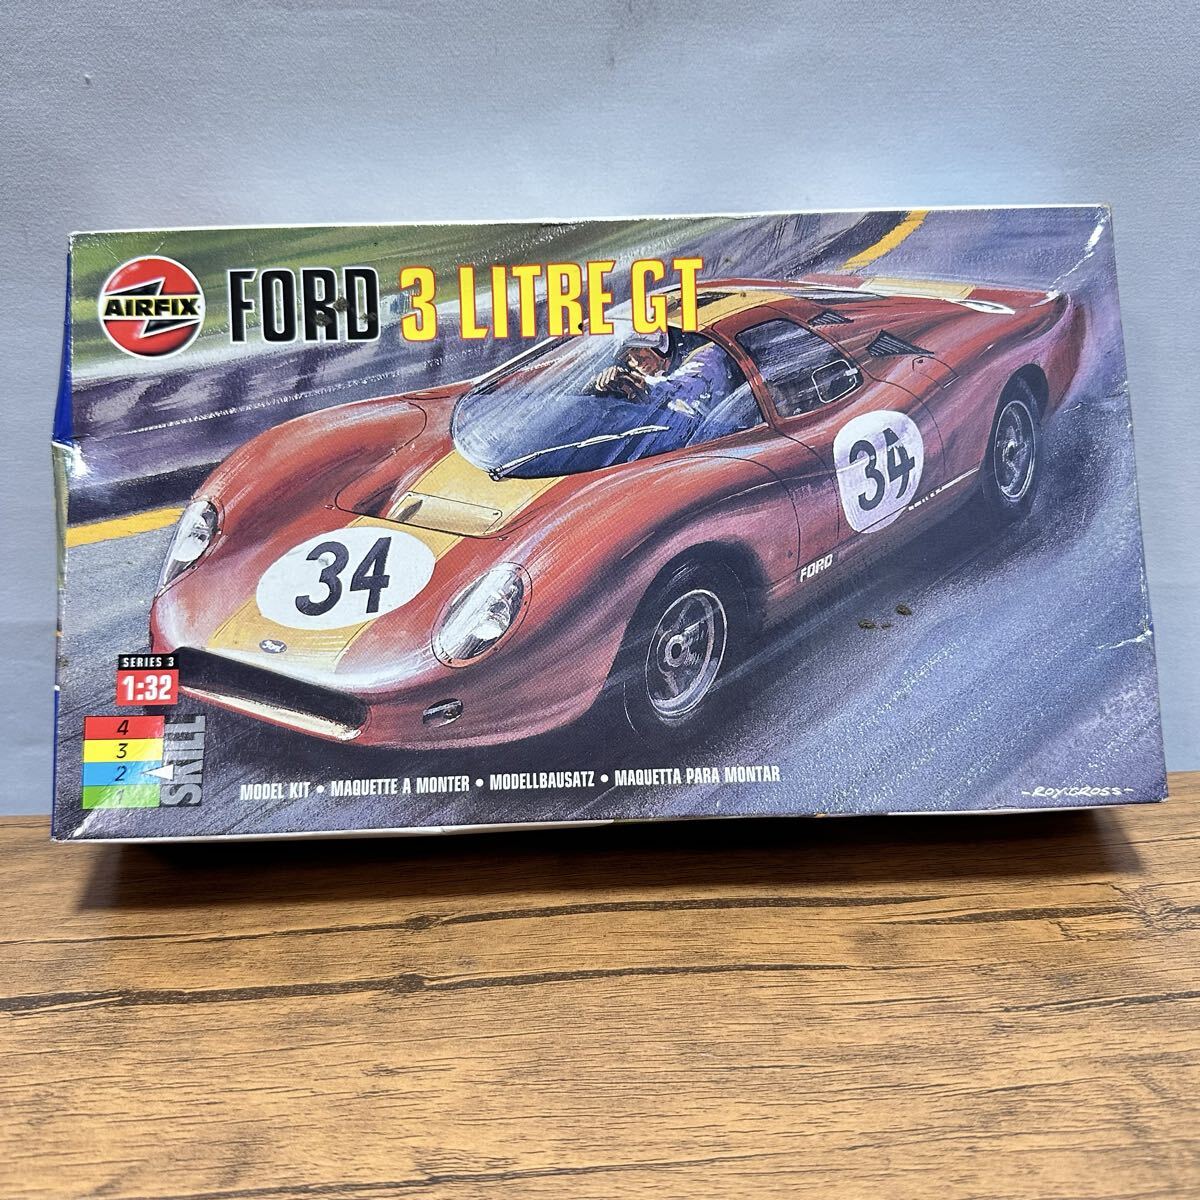 AIRFIX
FORD 3 LITRE GT
34
34
FORD
Ford
SERIES 3
1:32
4
3
2
1
SKILL
MODEL KIT • MAQUETTE A MONTER • MODELLBAUSATZ • MAQUETTA PARA MONTAR
-ROY CROSS-